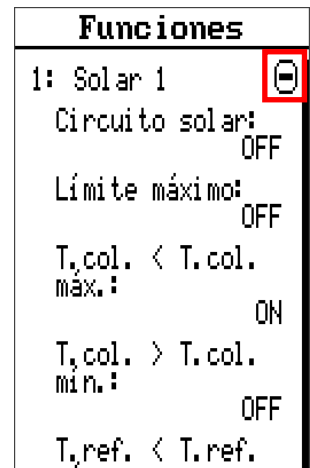 Funciones
1: Solar 1
Circuito solar:
OFF
Límite máximo:
OFF
T.col. < T.col.
máx.:
ON
T.col. > T.col.
mín.:
OFF
T.ref. < T.ref.